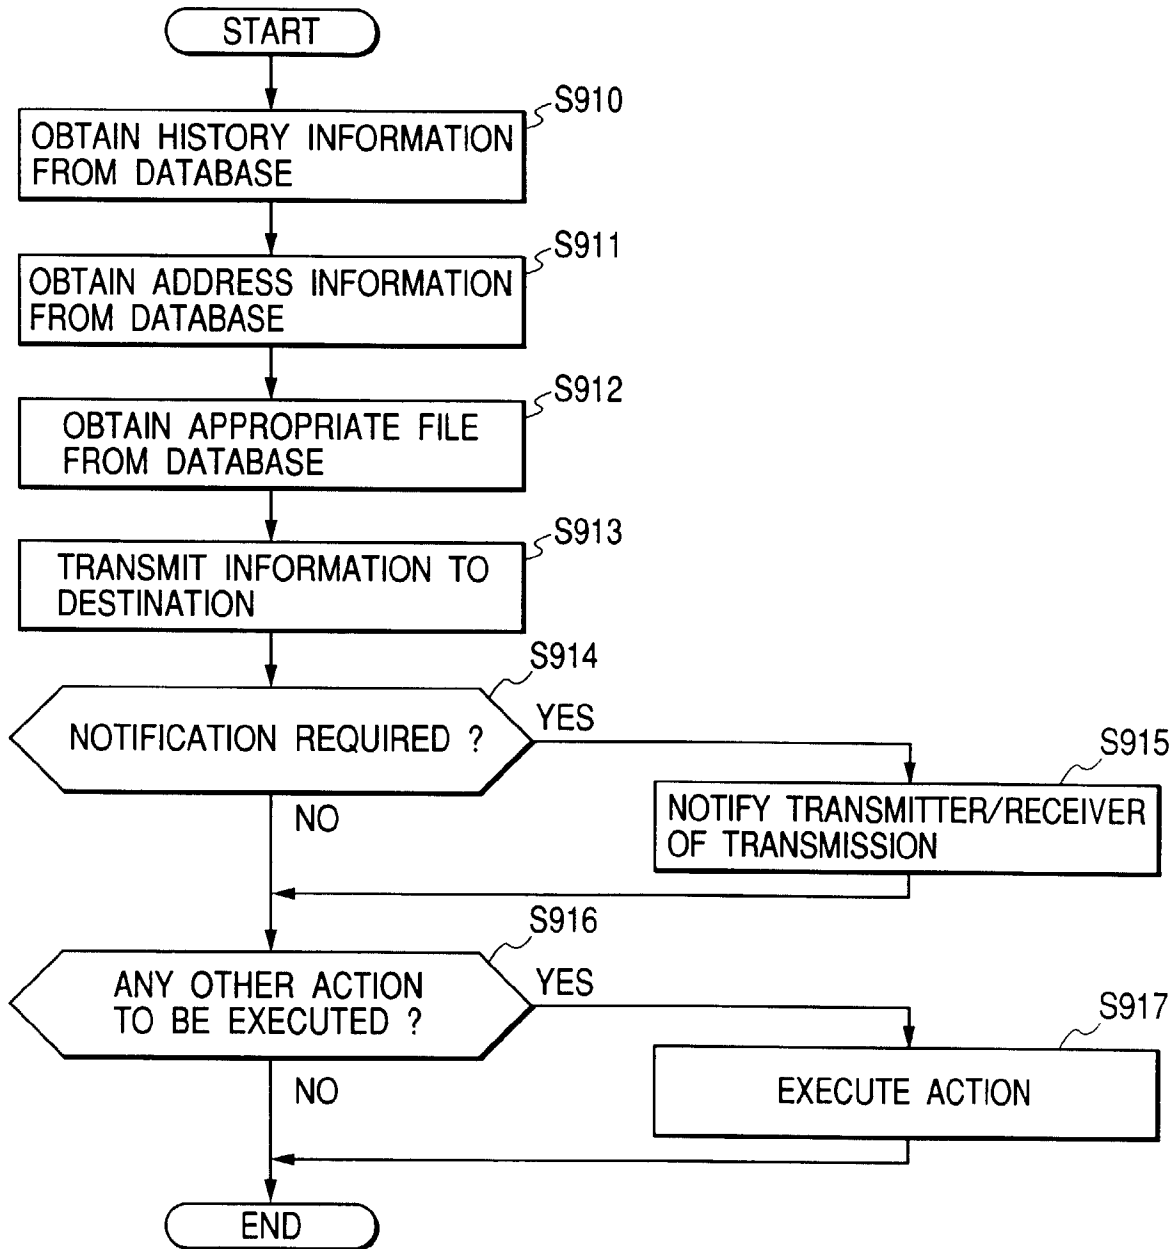 START
S910
OBTAIN HISTORY INFORMATION
FROM DATABASE
S911
OBTAIN ADDRESS INFORMATION
FROM DATABASE
S912
OBTAIN APPROPRIATE FILE
FROM DATABASE
S913
TRANSMIT INFORMATION TO
DESTINATION
S914
NOTIFICATION REQUIRED ?
YES
NO
S915
NOTIFY TRANSMITTER/RECEIVER
OF TRANSMISSION
S916
ANY OTHER ACTION
TO BE EXECUTED ?
YES
NO
S917
EXECUTE ACTION
END